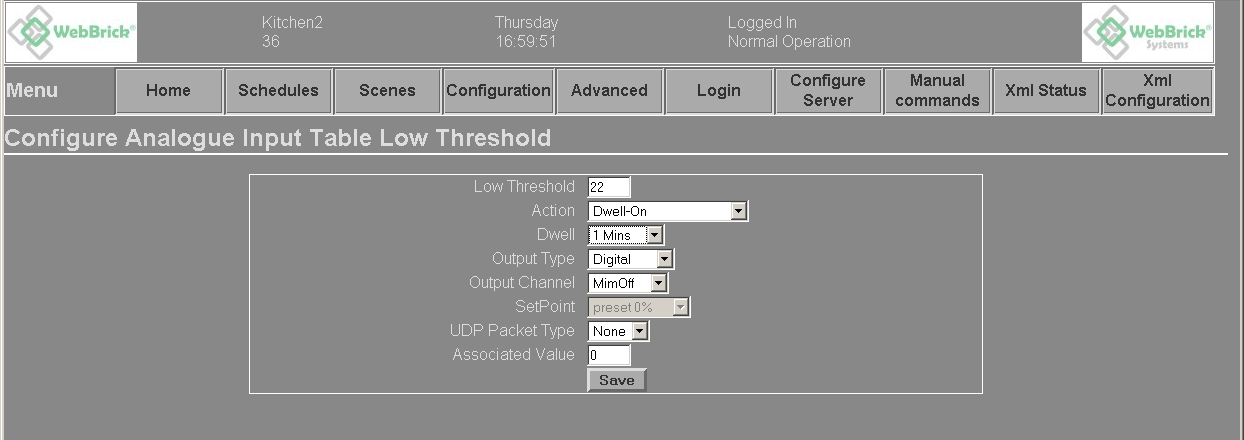 WebBrick®
Kitchen2
36
Thursday
16:59:51
Logged In
Normal Operation
WebBrick®
Systems
Menu
Home
Schedules
Scenes
Configuration
Advanced
Login
Configure
Server
Manual
commands
Xml Status
Xml
Configuration
Configure Analogue Input Table Low Threshold
Low Threshold 22
Action Dwell-On
Dwell 1 Mins
Output Type Digital
Output Channel MimOff
SetPoint preset 0%
UDP Packet Type None
Associated Value 0
Save